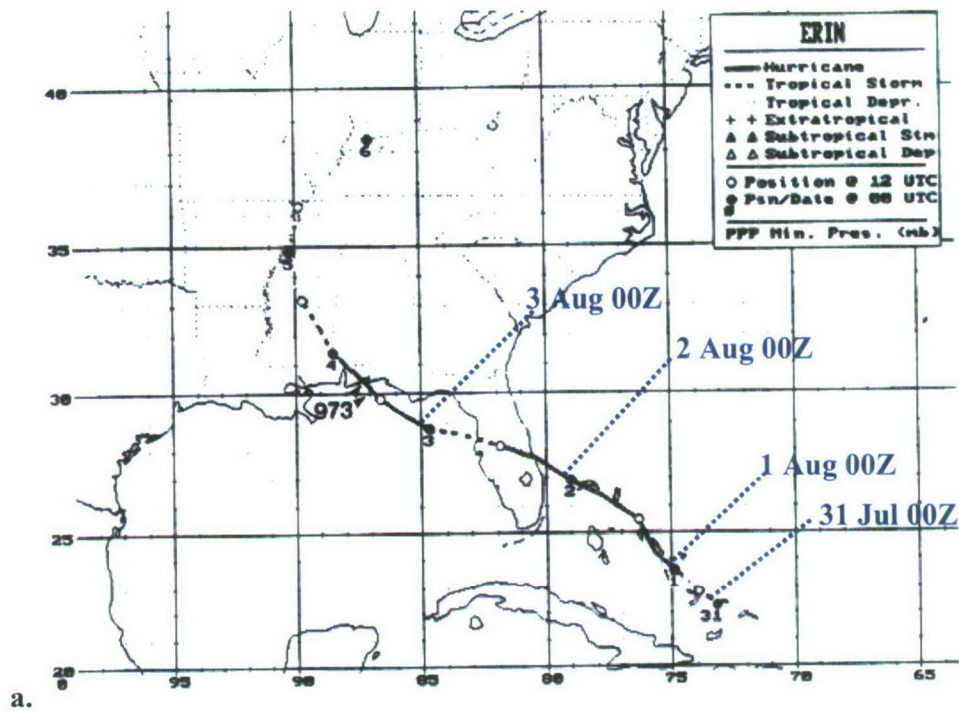 ERIN
Hurricane
Tropical Storm
Tropical Depr.
+ + Extratropical
▲ ▲ Subtropical Stm
△ △ Subtropical Dep
○ Position @ 12 UTC
● Psn/Date @ 00 UTC
PPP Min. Pres. (mb)
40
6
35
5
3 Aug 00Z
2 Aug 00Z
4
30
973
3
1 Aug 00Z
2
31 Jul 00Z
25
1
31
20
95
90
85
80
75
70
65
a.